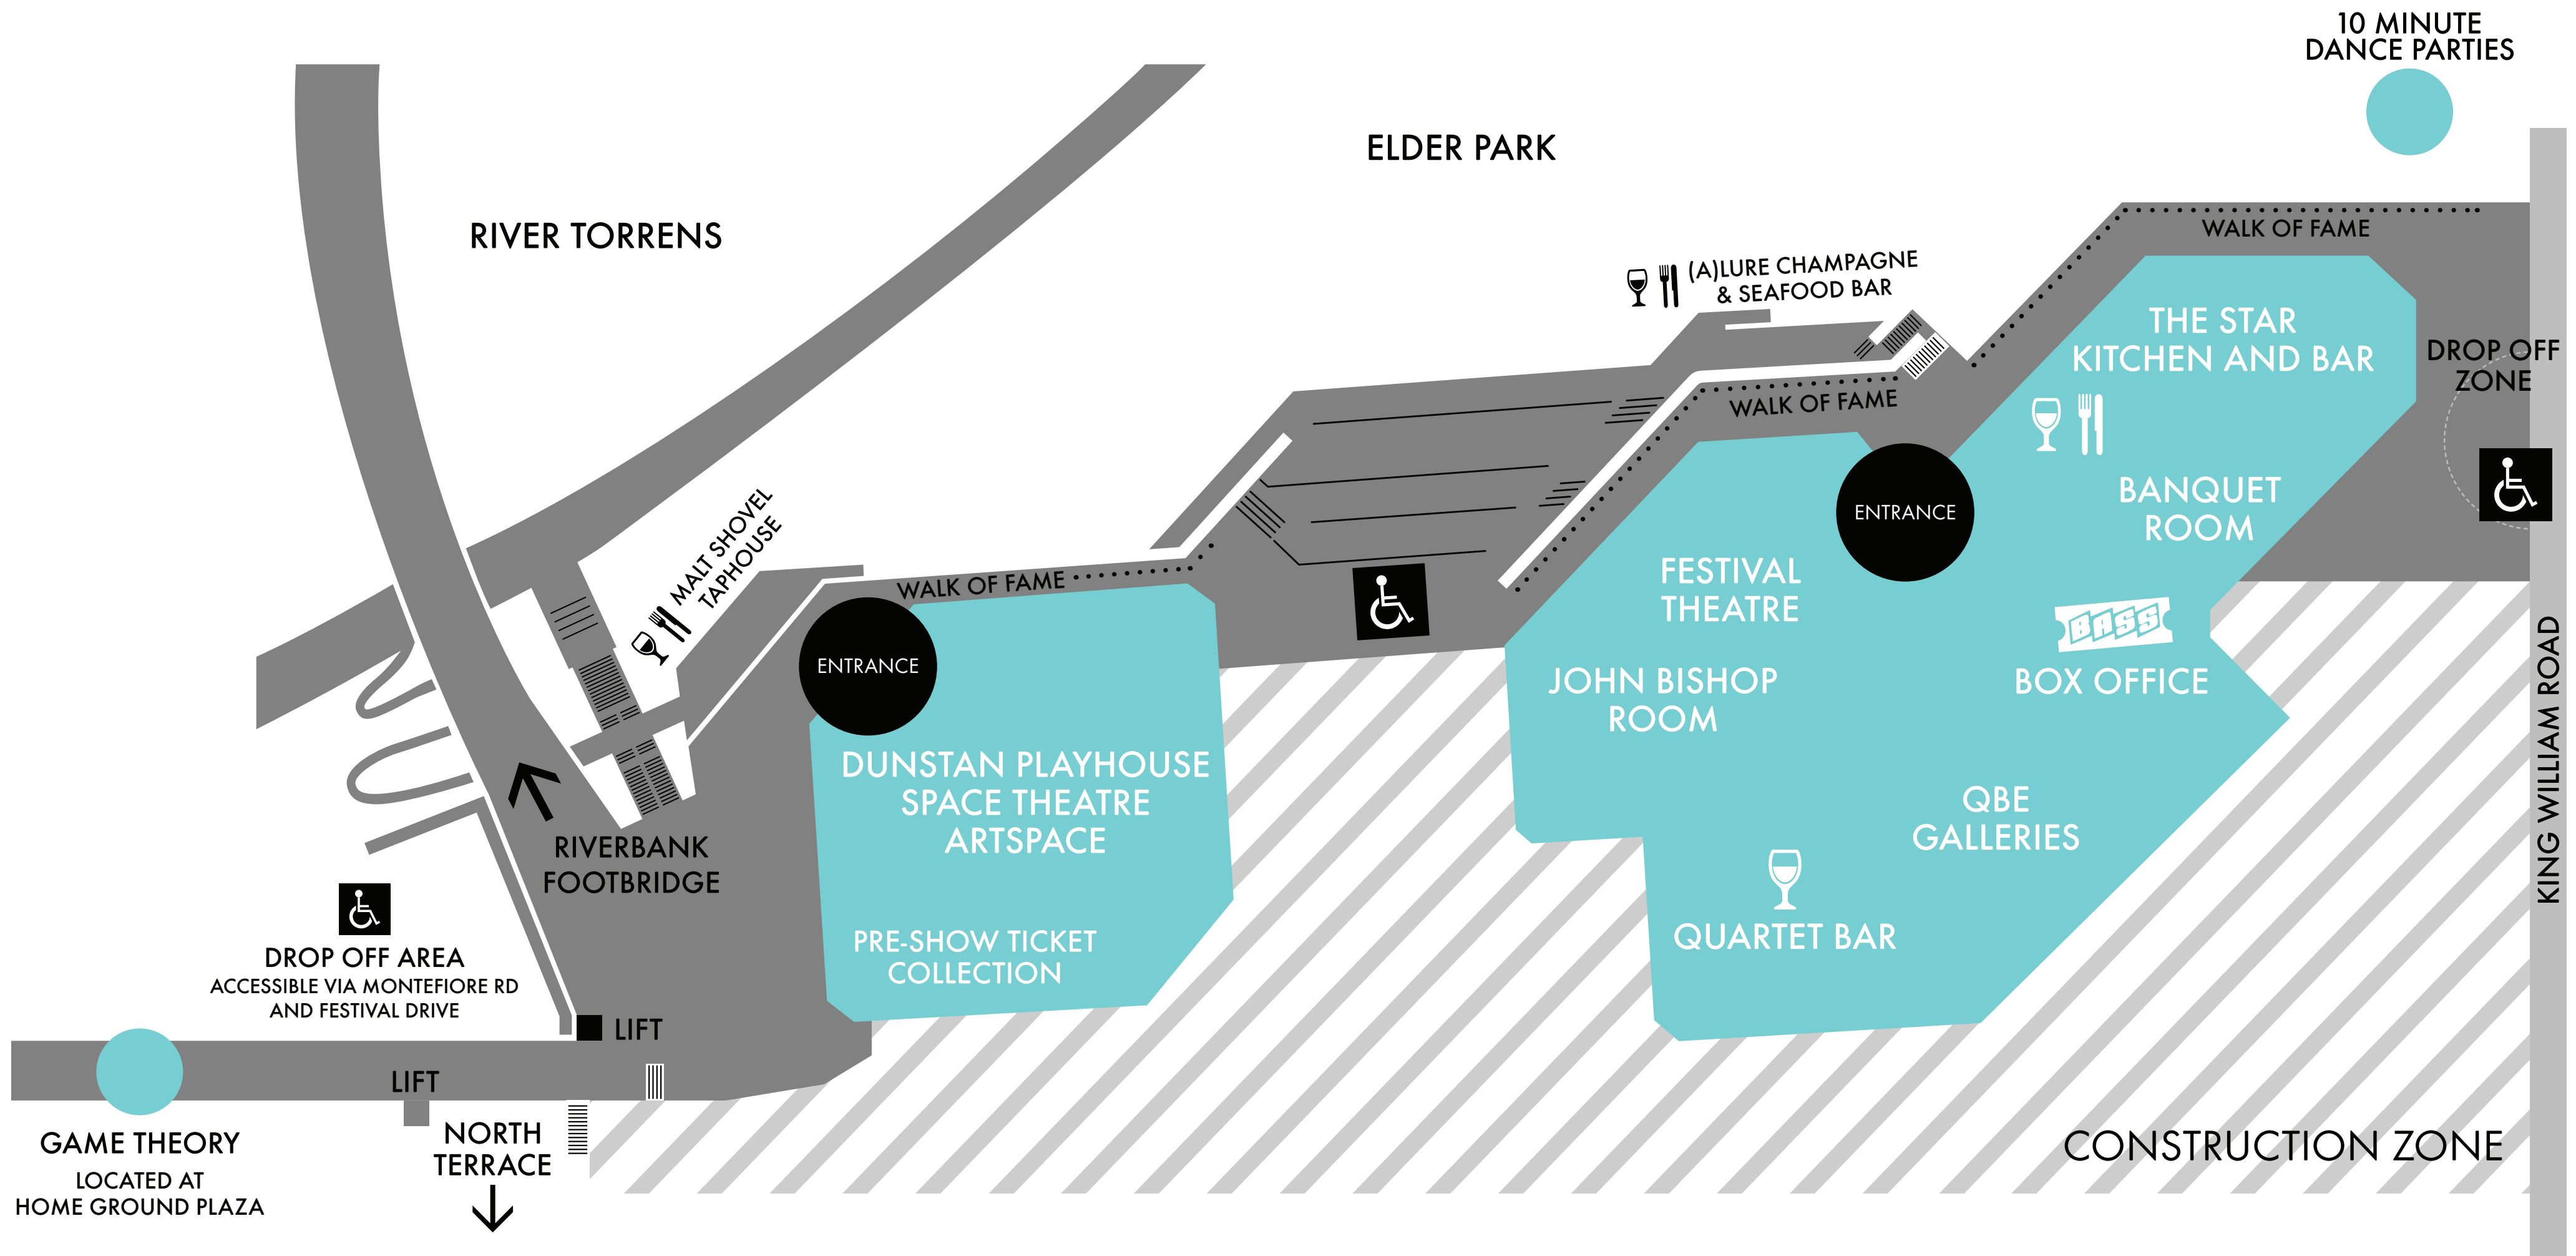 10 MINUTE
DANCE PARTIES
ELDER PARK
RIVER TORRENS
WALK OF FAME
(A)LURE CHAMPAGNE
& SEAFOOD BAR
THE STAR
KITCHEN AND BAR
DROP OFF
ZONE
WALK OF FAME
BANQUET
ROOM
ENTRANCE
MALT SHOVEL
TAPHOUSE
WALK OF FAME
FESTIVAL
THEATRE
BASS
BOX OFFICE
ENTRANCE
JOHN BISHOP
ROOM
KING WILLIAM ROAD
DUNSTAN PLAYHOUSE
SPACE THEATRE
ARTSPACE
QBE
GALLERIES
RIVERBANK
FOOTBRIDGE
QUARTET BAR
PRE-SHOW TICKET
COLLECTION
DROP OFF AREA
ACCESSIBLE VIA MONTEFIORE RD
AND FESTIVAL DRIVE
LIFT
LIFT
GAME THEORY
LOCATED AT
HOME GROUND PLAZA
NORTH
TERRACE
CONSTRUCTION ZONE